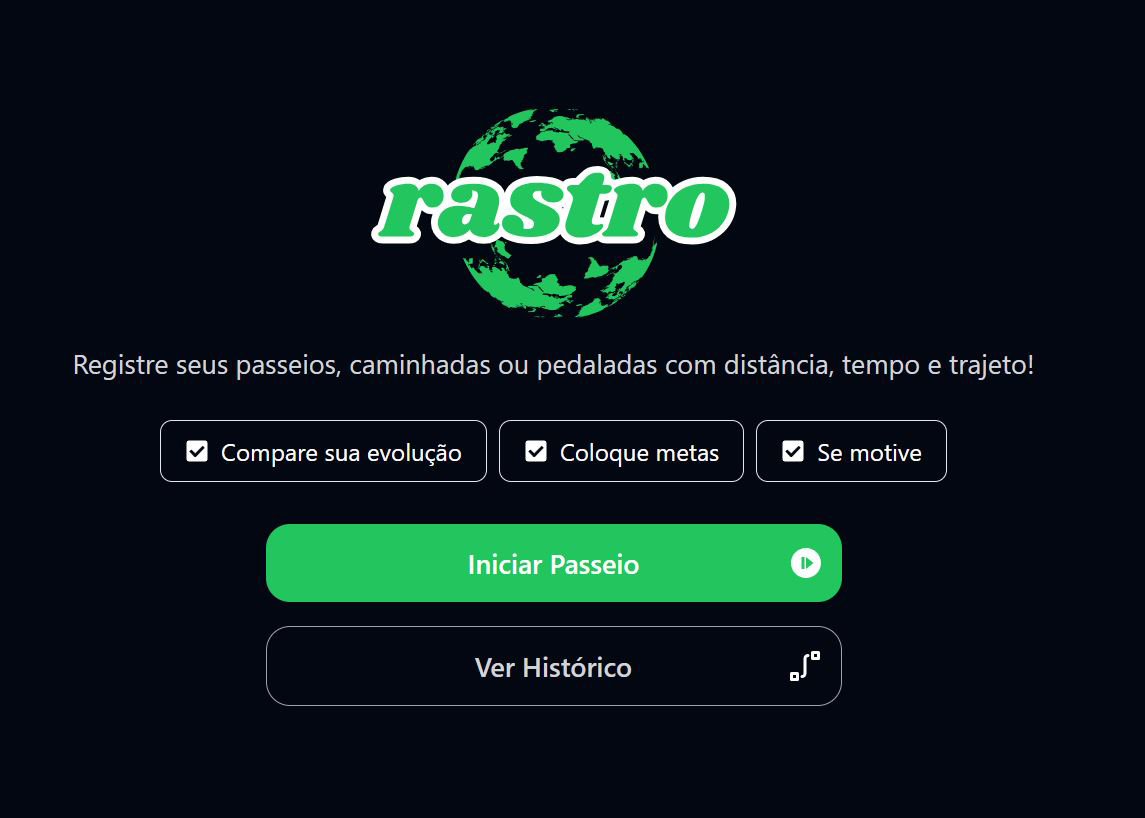 rastro
Registre seus passeios, caminhadas ou pedaladas com distância, tempo e trajeto!
Compare sua evolução
Coloque metas
Se motive
Iniciar Passeio
Ver Histórico